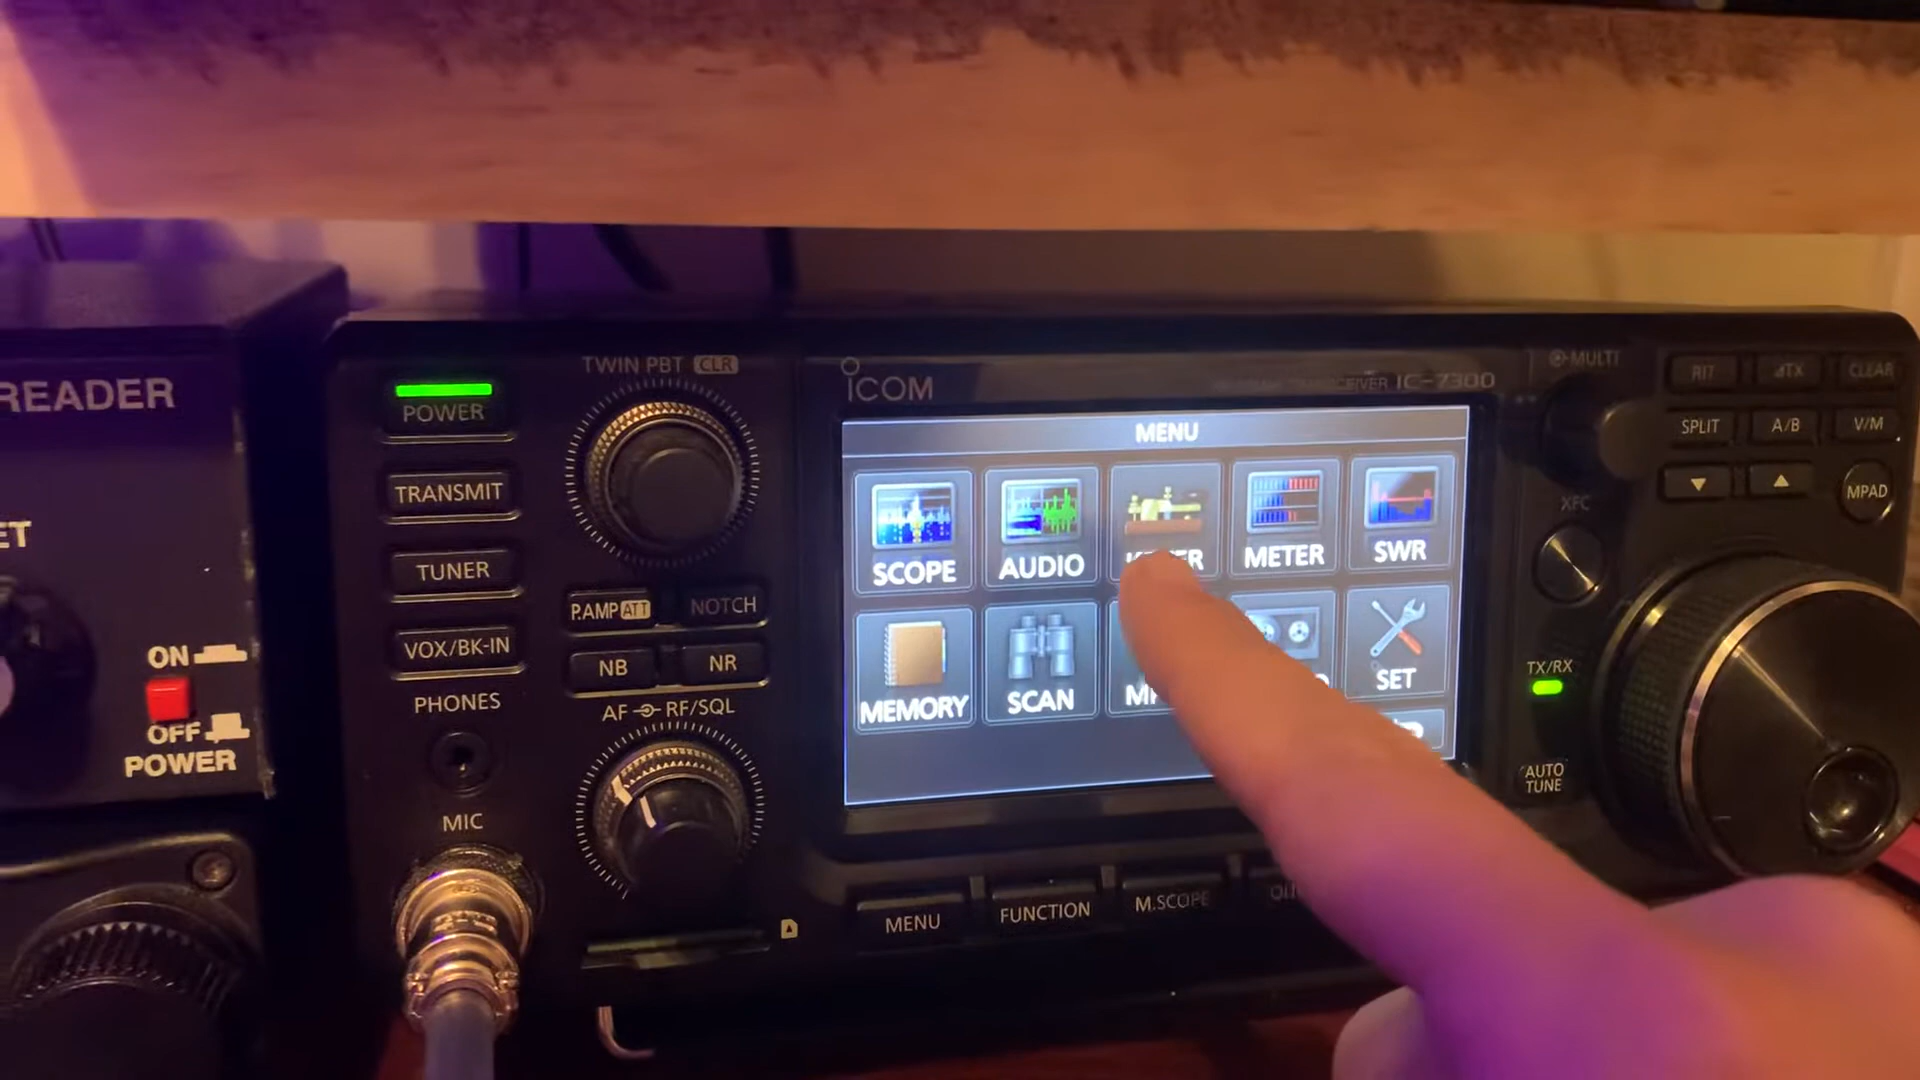 READER
ET
ON
OFF
POWER
POWER
TRANSMIT
TUNER
VOX/BK-IN
PHONES
MIC
TWIN PBT CLR
P.AMP ATT
NOTCH
NB
NR
AF RF/SQL
ICOM
TRANSCEIVER IC-7300
MENU
SCOPE
AUDIO
METER
SWR
MEMORY
SCAN
SET
MENU
FUNCTION
M.SCOPE
MULTI
RIT
∂TX
CLEAR
SPLIT
A/B
V/M
MPAD
XFC
TX/RX
AUTO
TUNE